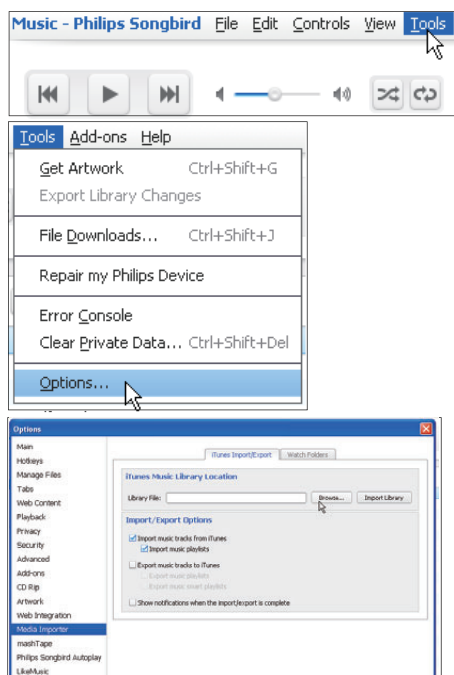 Music - Philips Songbird File Edit Controls View Tools
Tools Add-ons Help
Get Artwork Ctrl+Shift+G
Export Library Changes
File Downloads... Ctrl+Shift+J
Repair my Philips Device
Error Console
Clear Private Data... Ctrl+Shift+Del
Options...
Options
Main
Hotkeys
Manage Files
Tabs
Web Content
Playback
Privacy
Security
Advanced
Add-ons
CD Rip
Artwork
Web Integration
Media Importer
mashTape
Philips Songbird Autoplay
LikeMusic
iTunes Import/Export Watch Folders
iTunes Music Library Location
Library File: Browse... Import Library
Import/Export Options
Import music tracks from iTunes
Import music playlists
Export music tracks to iTunes
Export music playlists
Export music smart playlists
Show notifications when the import/export is complete